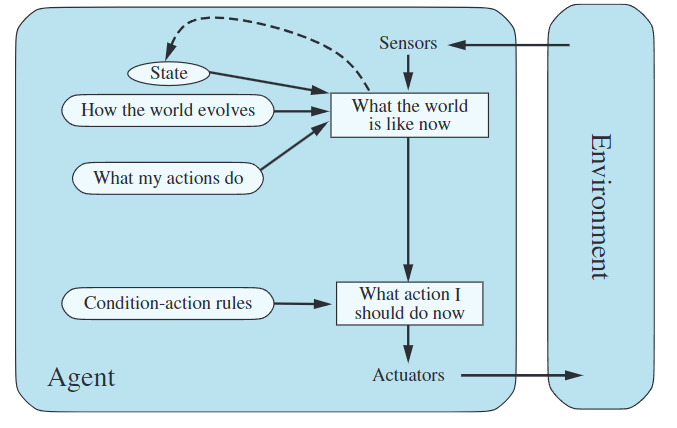 Sensors
State
How the world evolves
What the world
is like now
What my actions do
Environment
Condition-action rules
What action I
should do now
Agent
Actuators